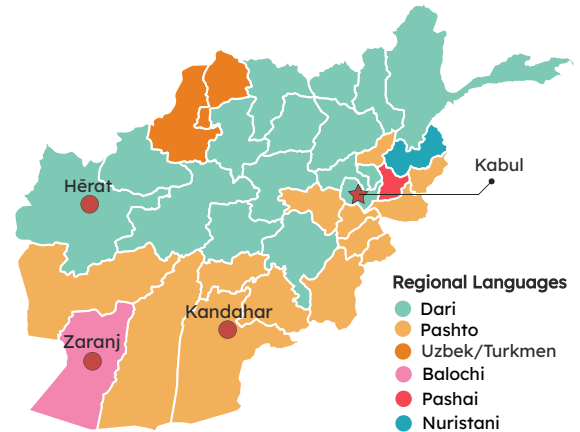 Kabul
Hērat
Kandahar
Zaranj
Regional Languages
Dari
Pashto
Uzbek/Turkmen
Balochi
Pashai
Nuristani